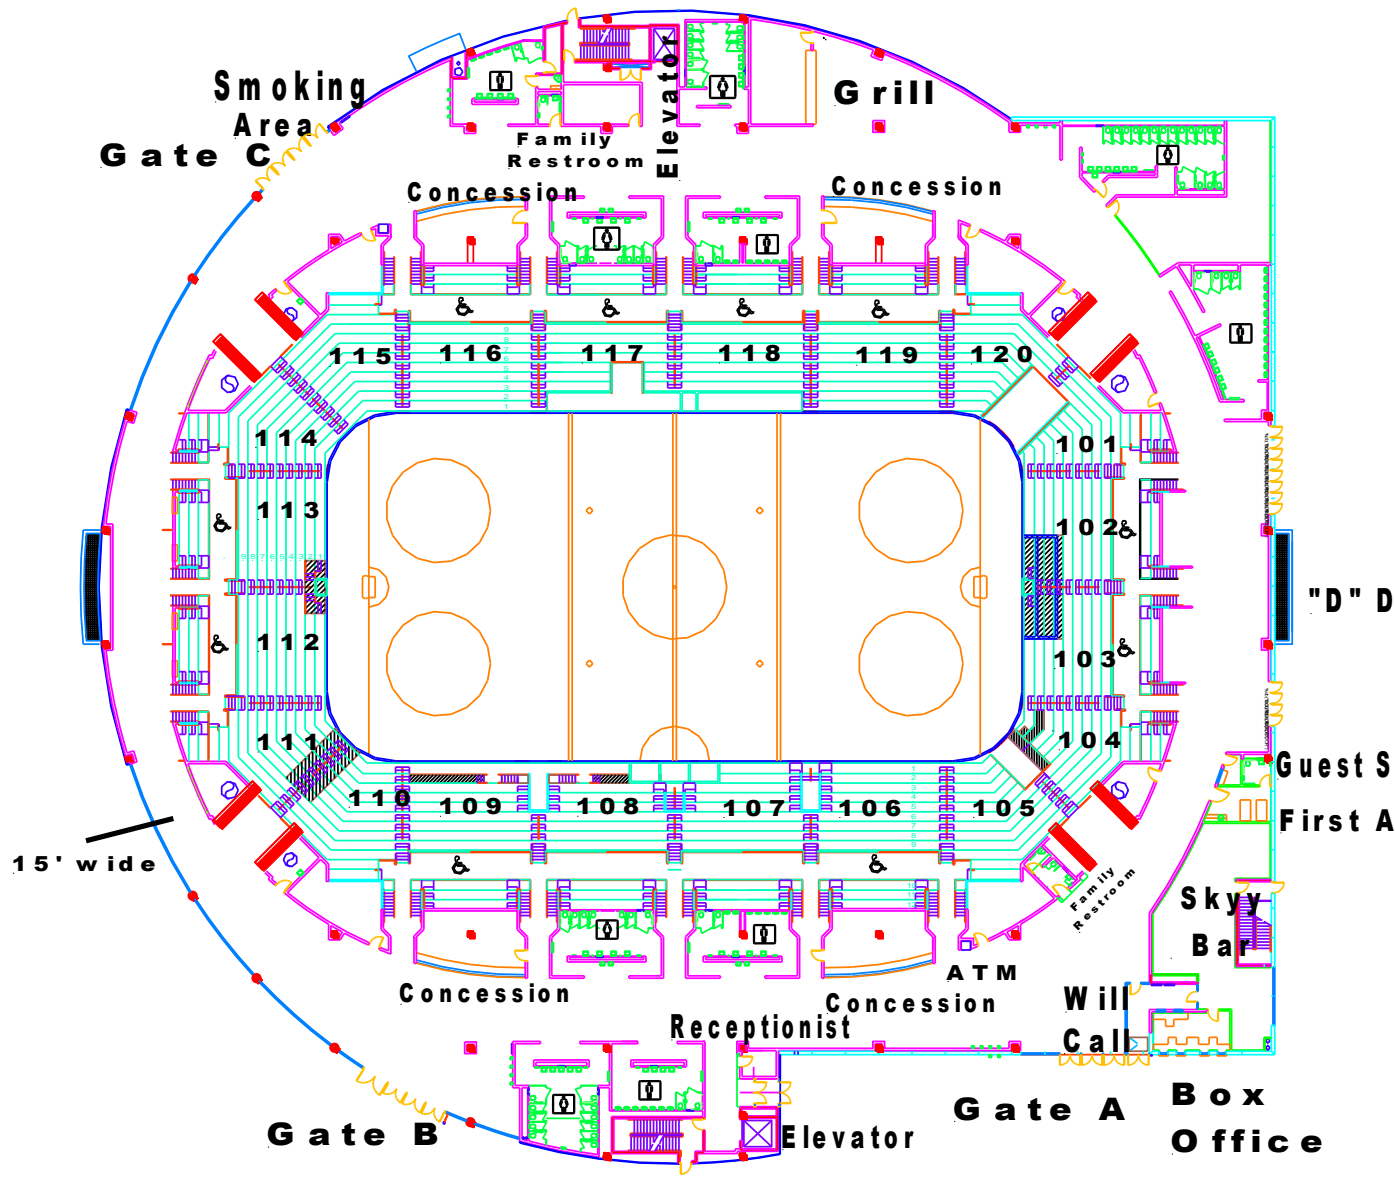 Smoking
Area
Gate C
Grill
Elevator
Family
Restroom
Concession
Concession
115
116
117
118
119
120
114
101
113
102
"D" D
112
103
111
104
Guest S
110
109
108
107
106
105
First A
15' wide
Family
Restroom
Skyy
Bar
ATM
Concession
Concession
Will
Call
Receptionist
Gate A
Box
Office
Gate B
Elevator